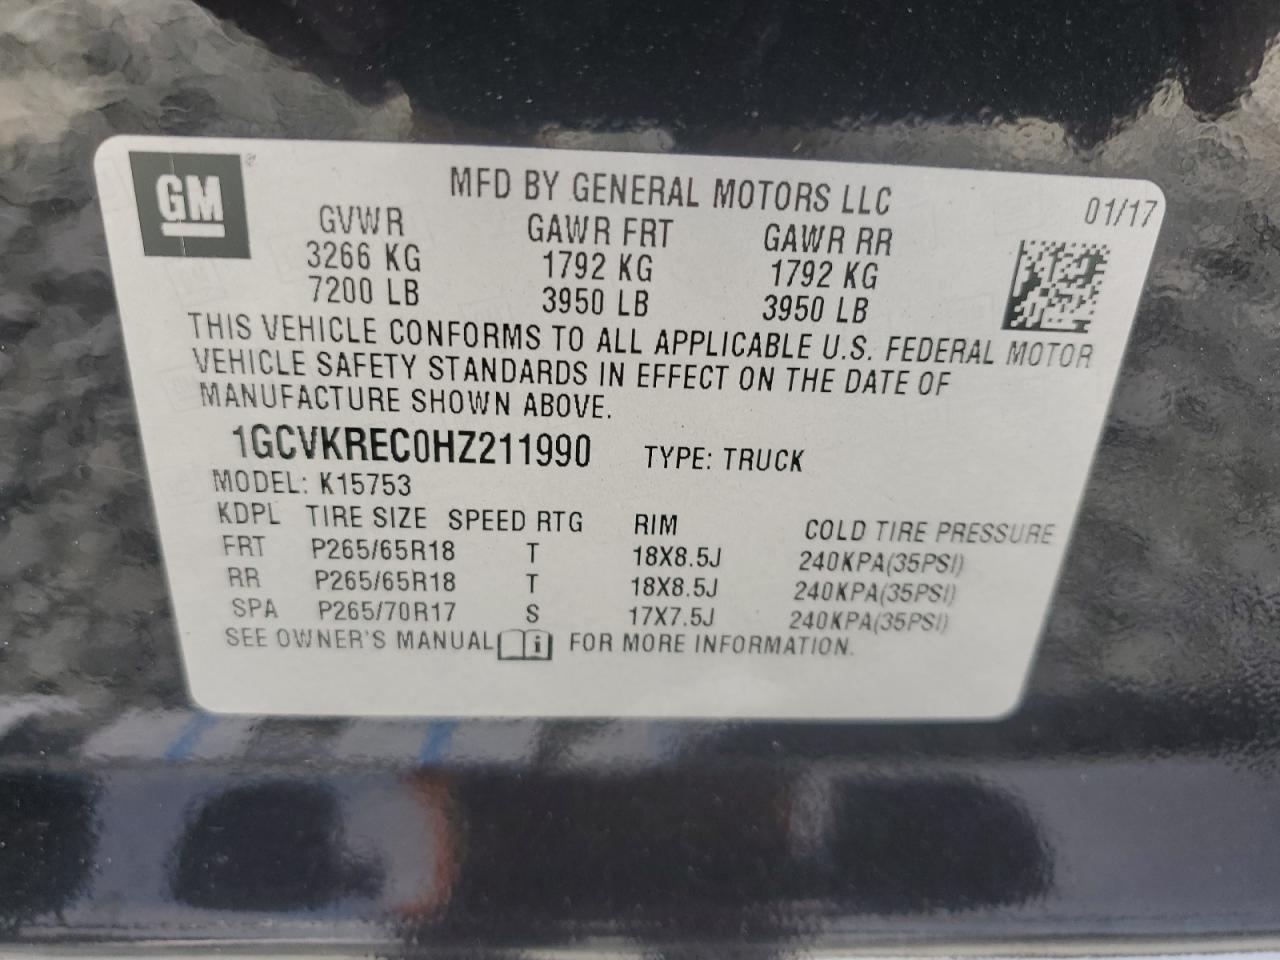 GM ®
MFD BY GENERAL MOTORS LLC 01/17
GVWR GAWR FRT GAWR RR
3266 KG 1792 KG 1792 KG
7200 LB 3950 LB 3950 LB
THIS VEHICLE CONFORMS TO ALL APPLICABLE U.S. FEDERAL MOTOR
VEHICLE SAFETY STANDARDS IN EFFECT ON THE DATE OF
MANUFACTURE SHOWN ABOVE.
1GCVKREC0HZ211990 TYPE: TRUCK
MODEL: K15753
KDPL TIRE SIZE SPEED RTG RIM COLD TIRE PRESSURE
FRT P265/65R18 T 18X8.5J 240KPA(35PSI)
RR P265/65R18 T 18X8.5J 240KPA(35PSI)
SPA P265/70R17 S 17X7.5J 240KPA(35PSI)
SEE OWNER'S MANUAL i FOR MORE INFORMATION.